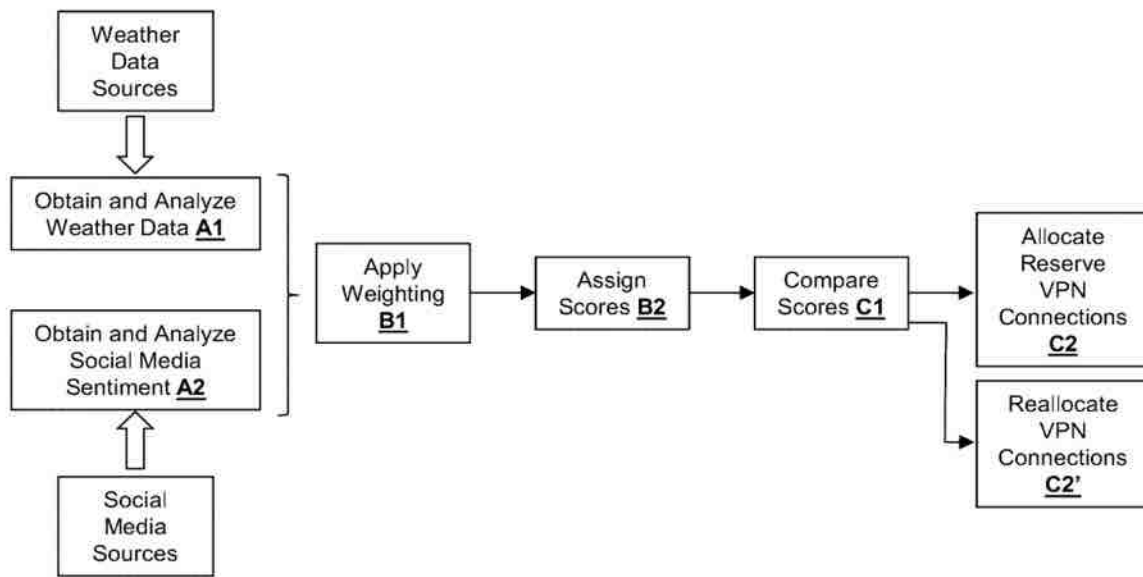 Weather
Data
Sources
Obtain and Analyze
Weather Data A1
Obtain and Analyze
Social Media
Sentiment A2
Social
Media
Sources
Apply
Weighting
B1
Assign
Scores B2
Compare
Scores C1
Allocate
Reserve
VPN
Connections
C2
Reallocate
VPN
Connections
C2'